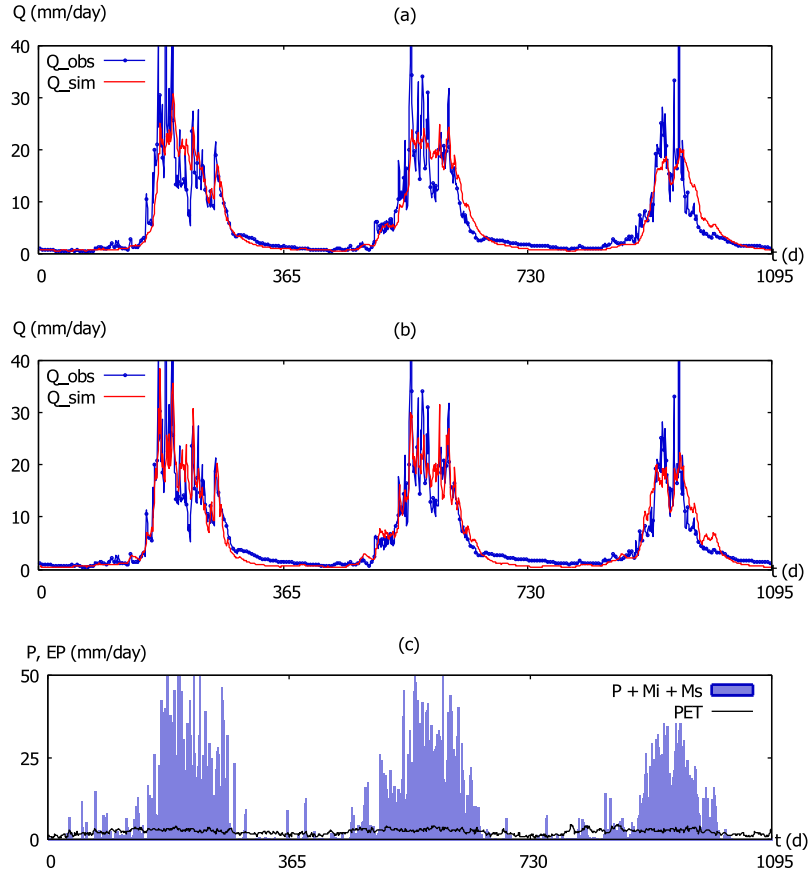 Q (mm/day)
(a)
40
Q_obs
Q_sim
30
20
10
0
t (d)
0
365
730
1095
Q (mm/day)
(b)
40
Q_obs
Q_sim
30
20
10
0
t (d)
0
365
730
1095
P, EP (mm/day)
(c)
50
P + Mi + Ms
PET
25
0
t (d)
0
365
730
1095